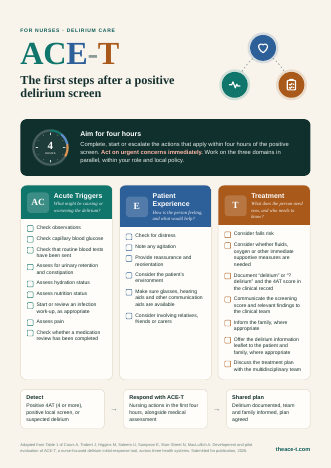 FOR NURSES · DELIRIUM CARE
ACE-T
The first steps after a positive
delirium screen
4
Aim for four hours
Complete, start or escalate the actions that apply within four hours of the positive
screen. Act on urgent concerns immediately. Work on the three domains in
parallel, within your role and local policy.
AC
Acute Triggers
What might be causing or
worsening the delirium?
Check observations
Check capillary blood glucose
Check that routine blood tests
have been sent
Assess for urinary retention
and constipation
Assess hydration status
Assess nutrition status
Start or review an infection
work-up, as appropriate
Assess pain
Check whether a medication
review has been completed
E
Patient
Experience
How is the person feeling,
and what would help?
Check for distress
Note any agitation
Provide reassurance and
reorientation
Consider the patient's
environment
Make sure glasses, hearing
aids and other communication
aids are available
Consider involving relatives,
friends or carers
T
Treatment
What does the person need
now, and who needs to
know?
Consider falls risk
Consider whether fluids,
oxygen or other immediate
supportive measures are
needed
Document "delirium" or "?
delirium" and the 4AT score in
the clinical record
Communicate the screening
score and relevant findings to
the clinical team
Inform the family, where
appropriate
Offer the delirium information
leaflet to the patient and
family, where appropriate
Discuss the treatment plan
with the multidisciplinary team
Detect
Positive 4AT (4 or more),
positive local screen, or
suspected delirium
→
Respond with ACE-T
Nursing actions in the first four
hours, alongside medical
assessment
→
Shared plan
Delirium documented, team
and family informed, plan
agreed
theace-t.com